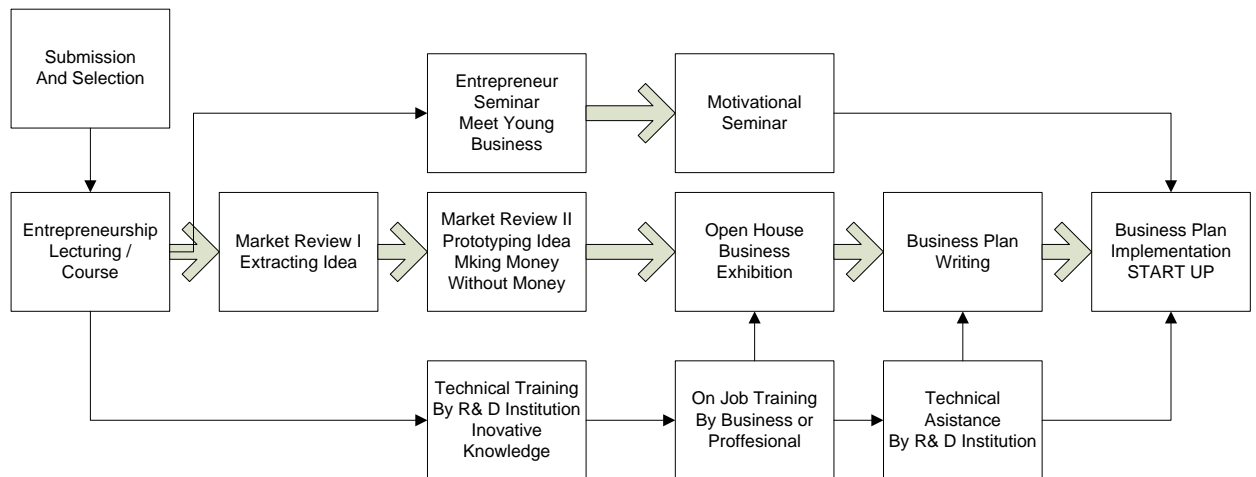 Submission
And Selection
Entrepreneur
Seminar
Meet Young
Business
Motivational
Seminar
Entrepreneurship
Lecturing /
Course
Market Review I
Extracting Idea
Market Review II
Prototyping Idea
Mking Money
Without Money
Open House
Business
Exhibition
Business Plan
Writing
Business Plan
Implementation
START UP
Technical Training
By R& D Institution
Inovative
Knowledge
On Job Training
By Business or
Proffesional
Technical
Asistance
By R& D Institution